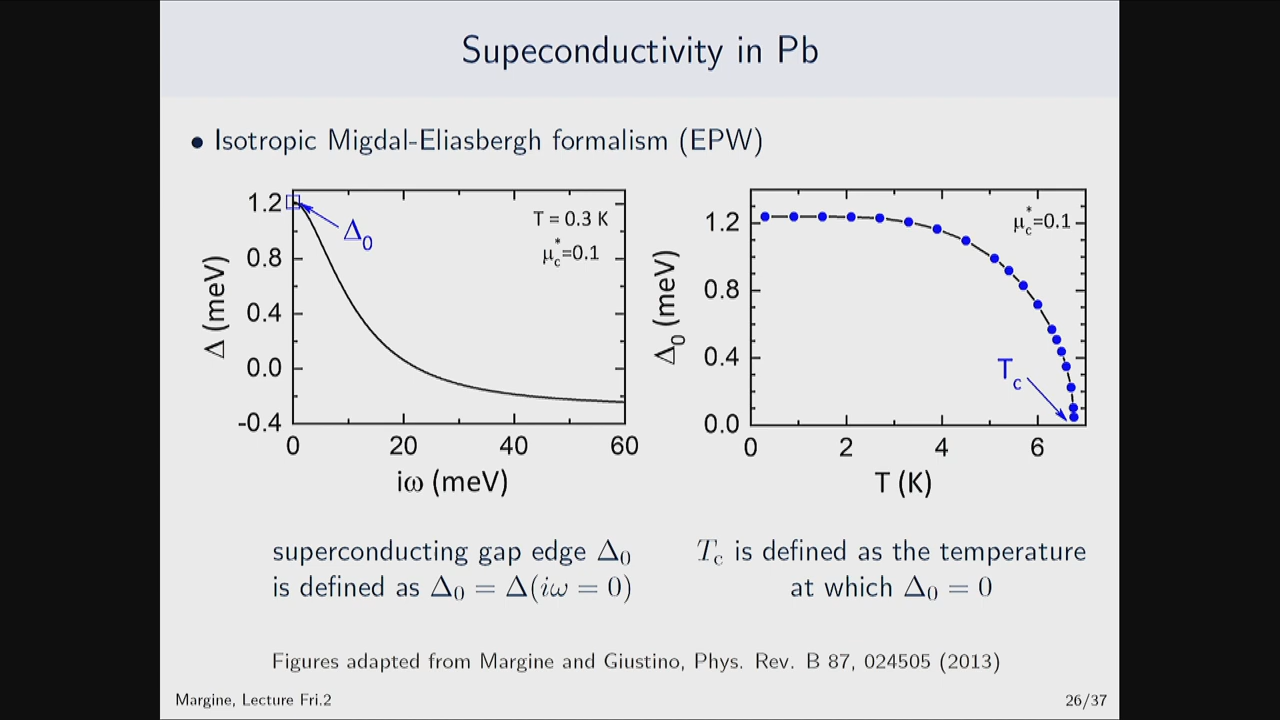 Supeconductivity in Pb
• Isotropic Migdal-Eliasbergh formalism (EPW)
1.2
0.8
0.4
0.0
-0.4
Δ (meV)
Δ0
T = 0.3 K
μc*=0.1
0 20 40 60
iω (meV)
1.2
0.8
0.4
0.0
Δ0 (meV)
μc*=0.1
Tc
0 2 4 6
T (K)
superconducting gap edge Δ0
is defined as Δ0 = Δ(iω = 0)
Tc is defined as the temperature
at which Δ0 = 0
Figures adapted from Margine and Giustino, Phys. Rev. B 87, 024505 (2013)
Margine, Lecture Fri.2
26/37